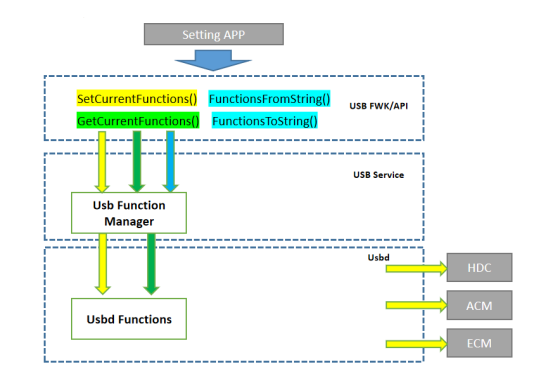 Setting APP
SetCurrentFunctions() FunctionsFromString()
USB FWK/API
GetCurrentFunctions() FunctionsToString()
USB Service
Usb Function
Manager
Usbd
HDC
Usbd Functions
ACM
ECM